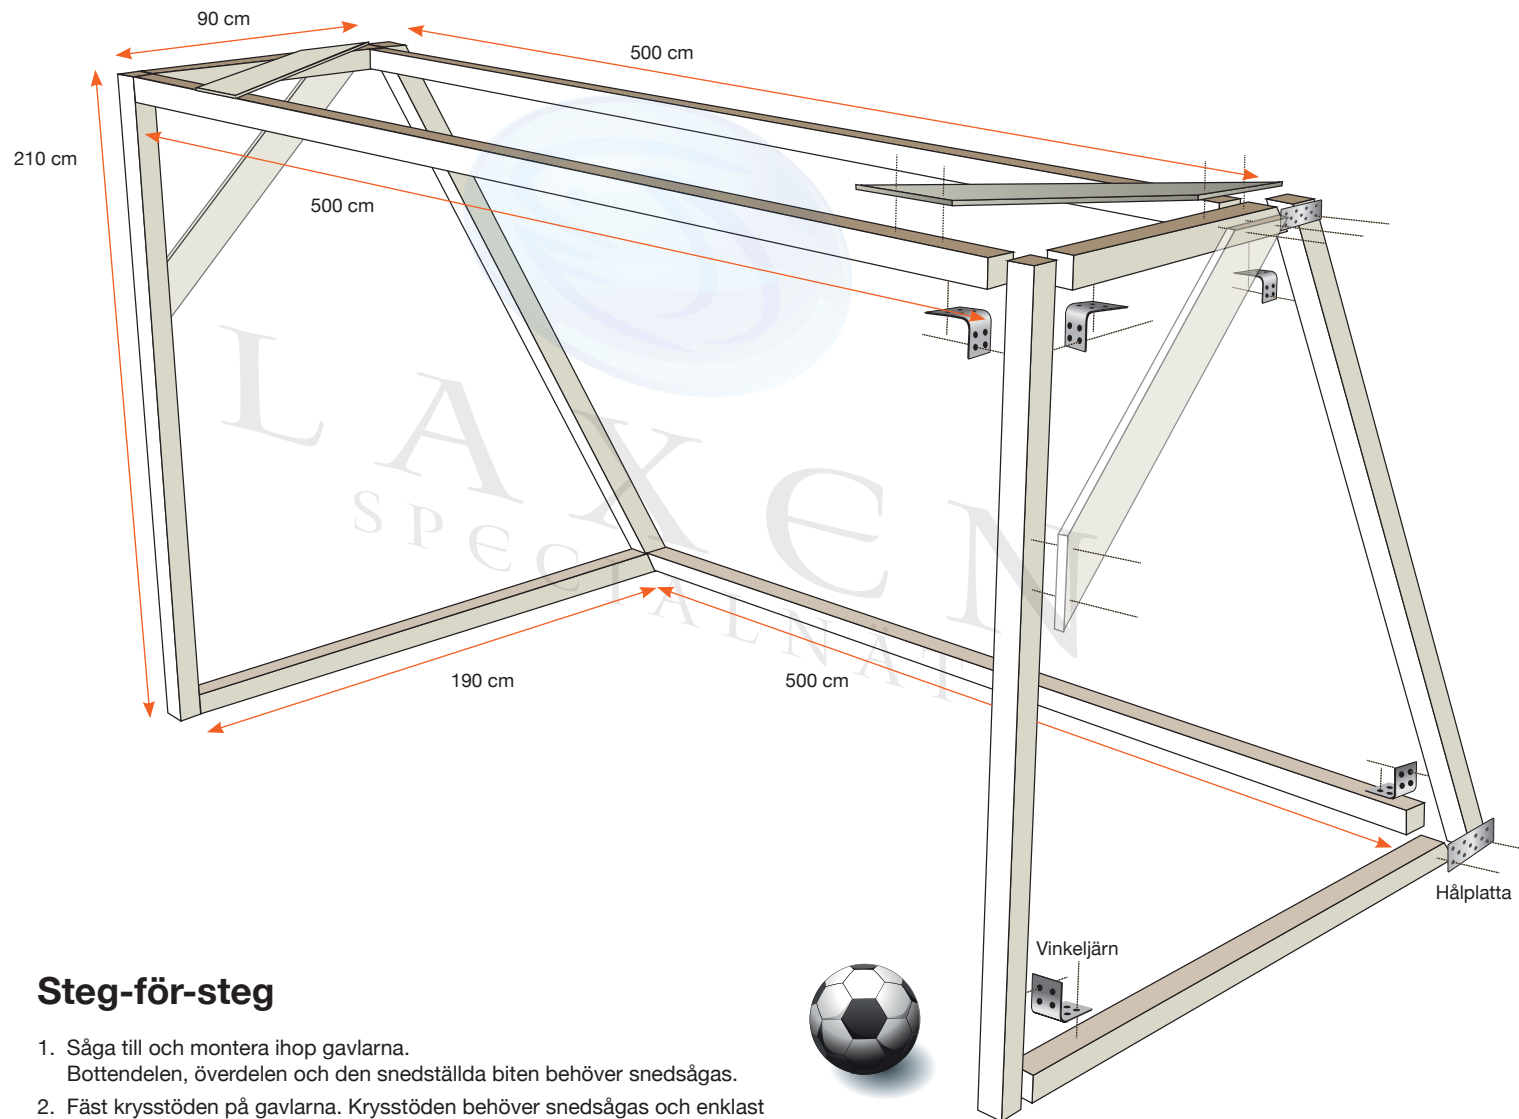 90 cm
500 cm
210 cm
500 cm
LAXEN
SPECIALNÄT
190 cm
500 cm
Hålplatta
Vinkeljärn
Steg-för-steg
1. Såga till och montera ihop gavlarna.
Bottendelen, överdelen och den snedställda biten behöver snedsågas.
2. Fäst krysstöden på gavlarna. Krysstöden behöver snedsågas och enklast